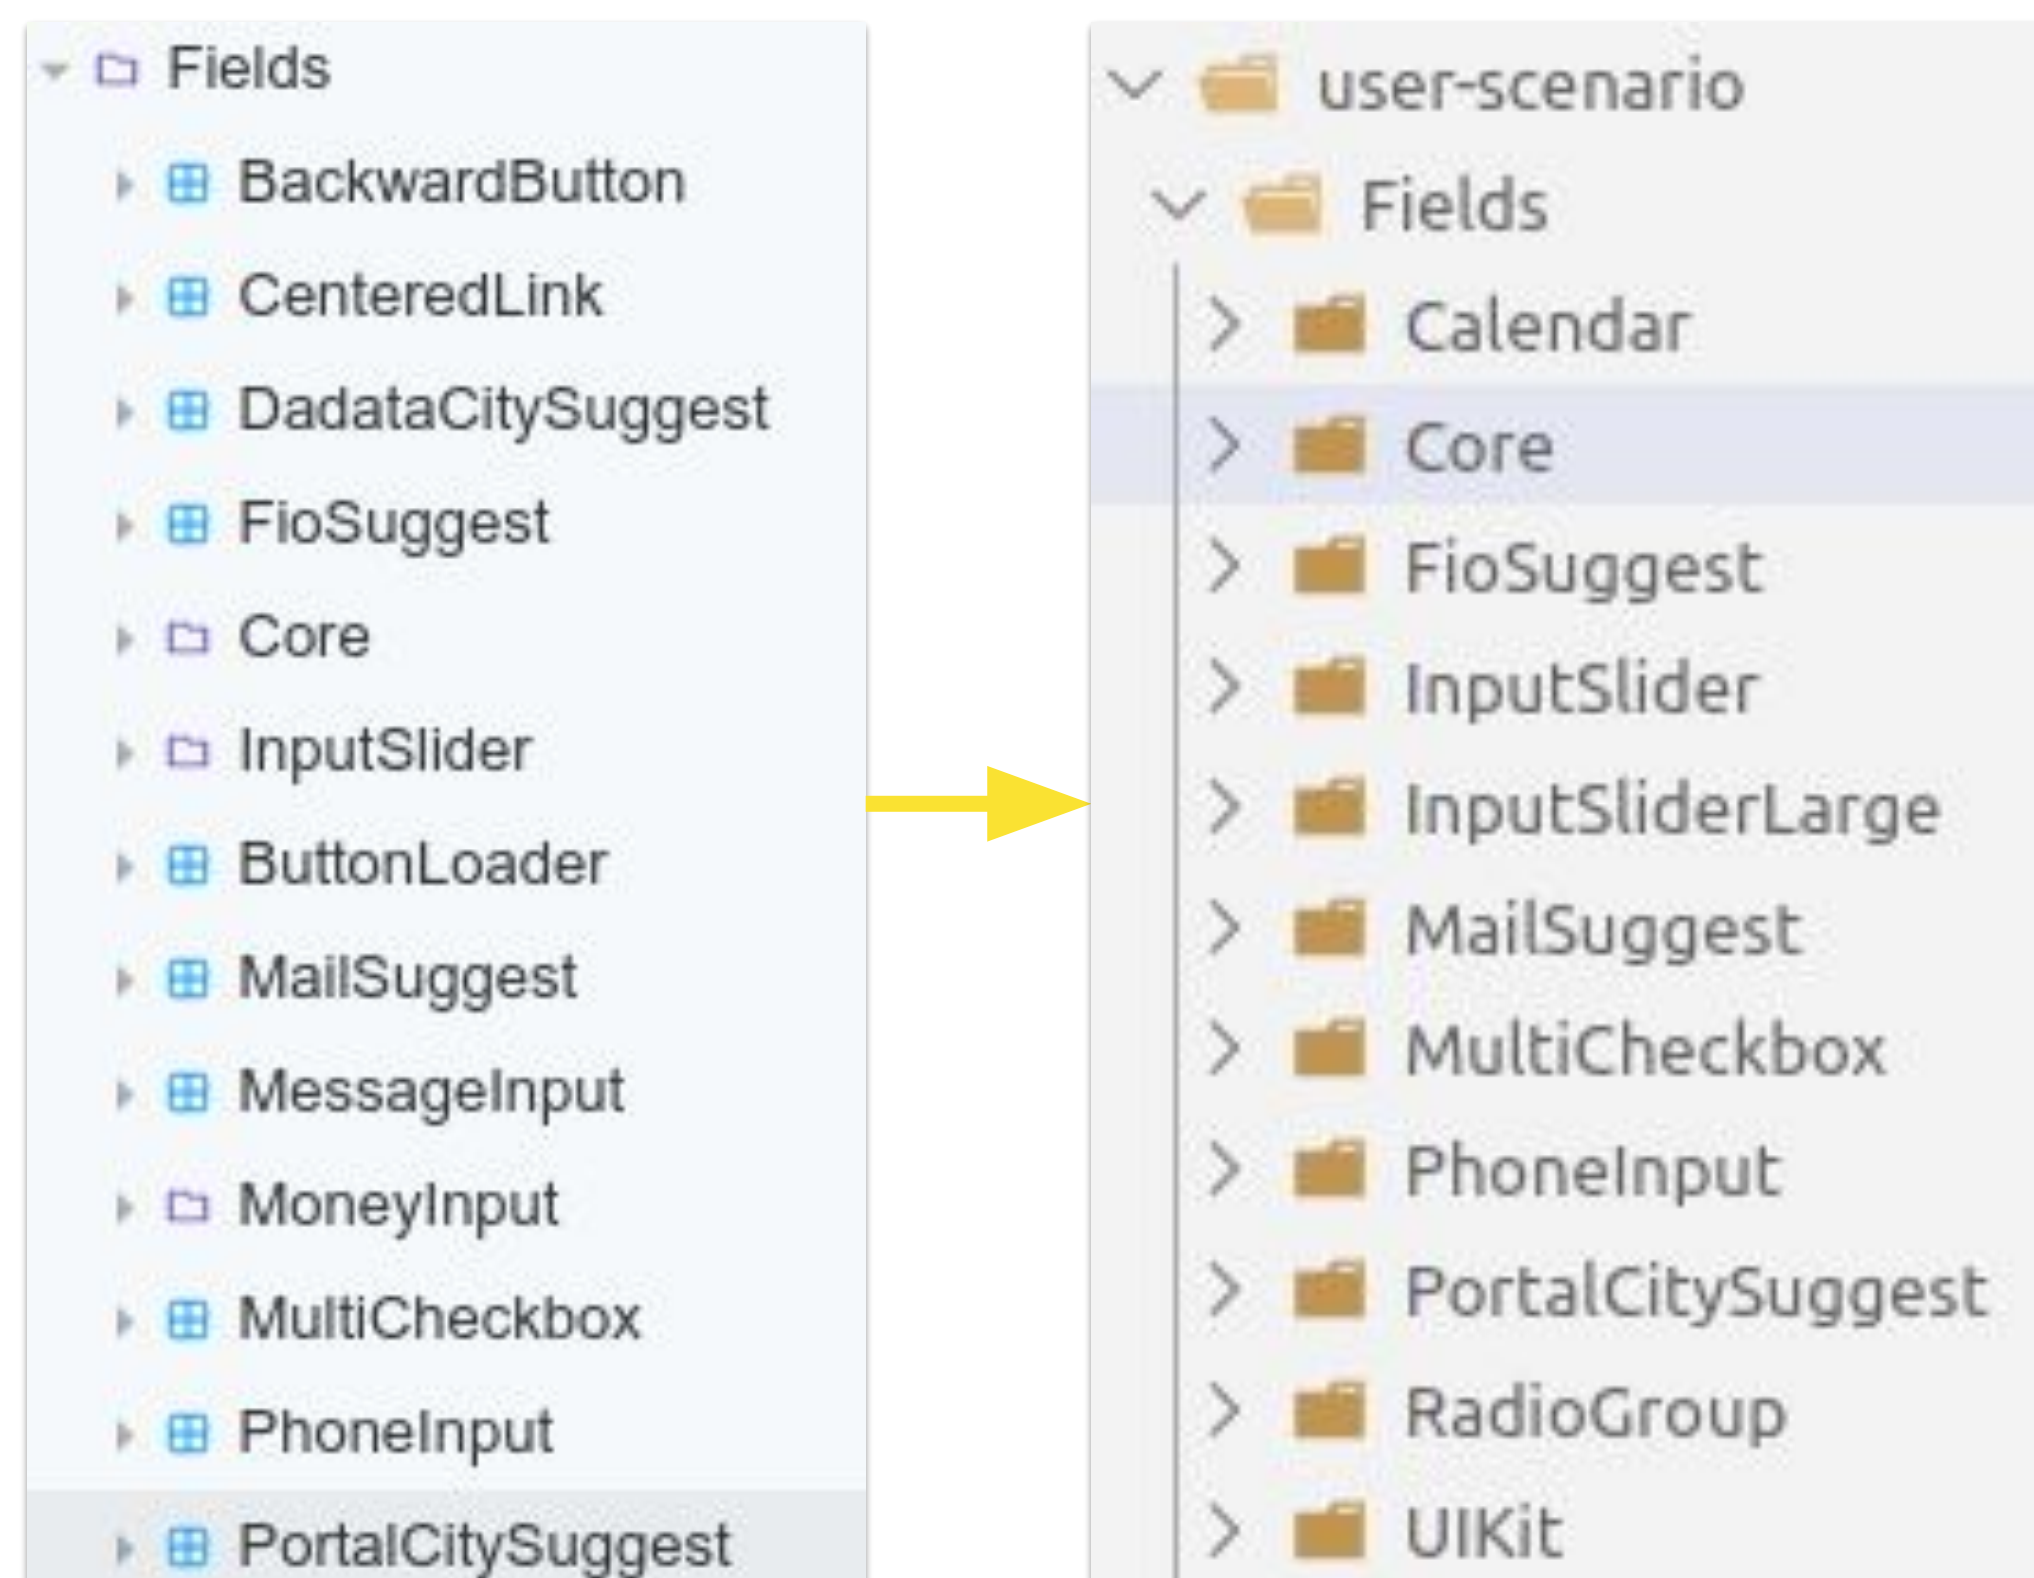 Fields
BackwardButton
CenteredLink
DadataCitySuggest
FioSuggest
Core
InputSlider
ButtonLoader
MailSuggest
MessageInput
MoneyInput
MultiCheckbox
PhoneInput
PortalCitySuggest
user-scenario
Fields
Calendar
Core
FioSuggest
InputSlider
InputSliderLarge
MailSuggest
MultiCheckbox
PhoneInput
PortalCitySuggest
RadioGroup
UIKit